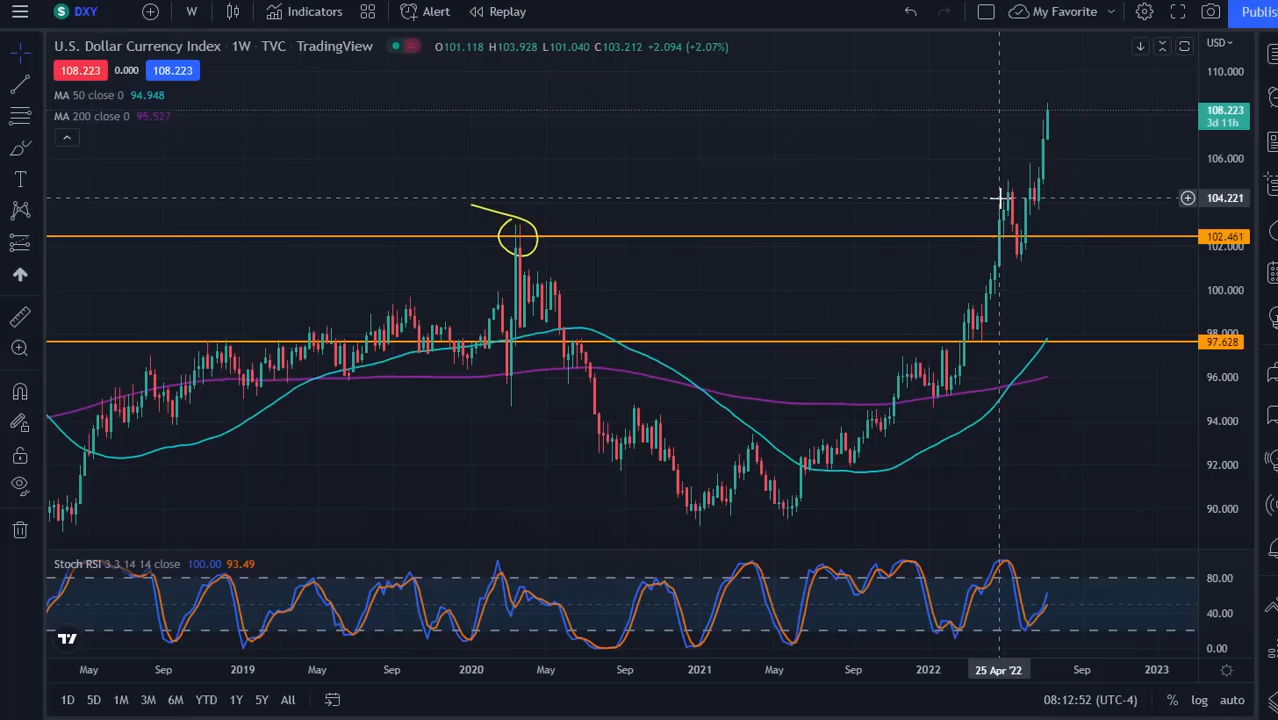 DXY W Indicators Alert Replay My Favorite Publis
U.S. Dollar Currency Index · 1W · TVC · TradingView O101.118 H103.928 L101.040 C103.212 +2.094 (+2.07%) USD
108.223 0.000 108.223
MA 50 close 0 94.948
MA 200 close 0 95.527
110.000
108.223
3d 11h
106.000
104.221
102.461
102.000
100.000
98.000
97.628
96.000
94.000
92.000
90.000
Stoch RSI 3 3 14 14 close 100.00 93.49
80.00
40.00
0.00
May Sep 2019 May Sep 2020 May Sep 2021 May Sep 2022 25 Apr '22 Sep 2023
1D 5D 1M 3M 6M YTD 1Y 5Y All 08:12:52 (UTC-4) % log auto